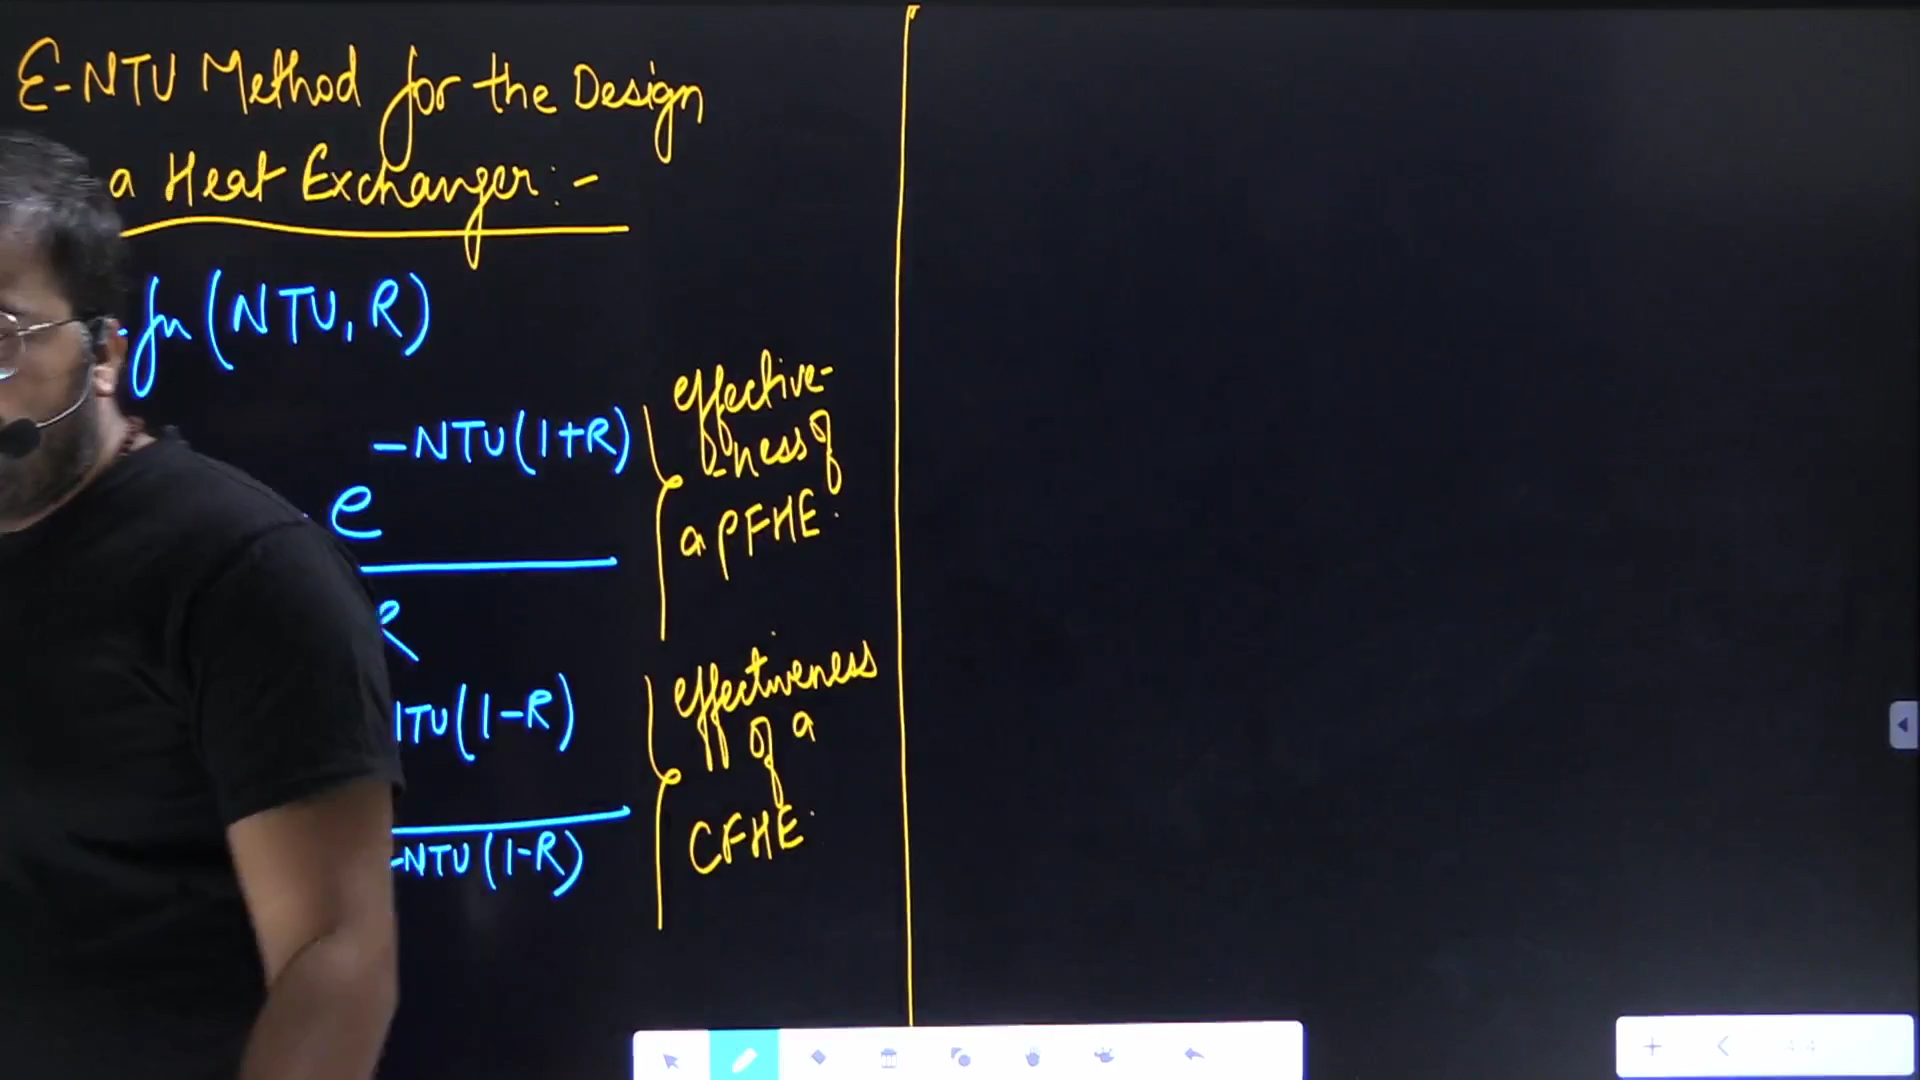 Ɛ-NTU Method for the Design
a Heat Exchanger:-
fn (NTU, R)
e -NTU(1+R)
R
effective-
-ness of
a PFHE.
NTU(1-R)
-NTU(1-R)
effectiveness
of a
CFHE.